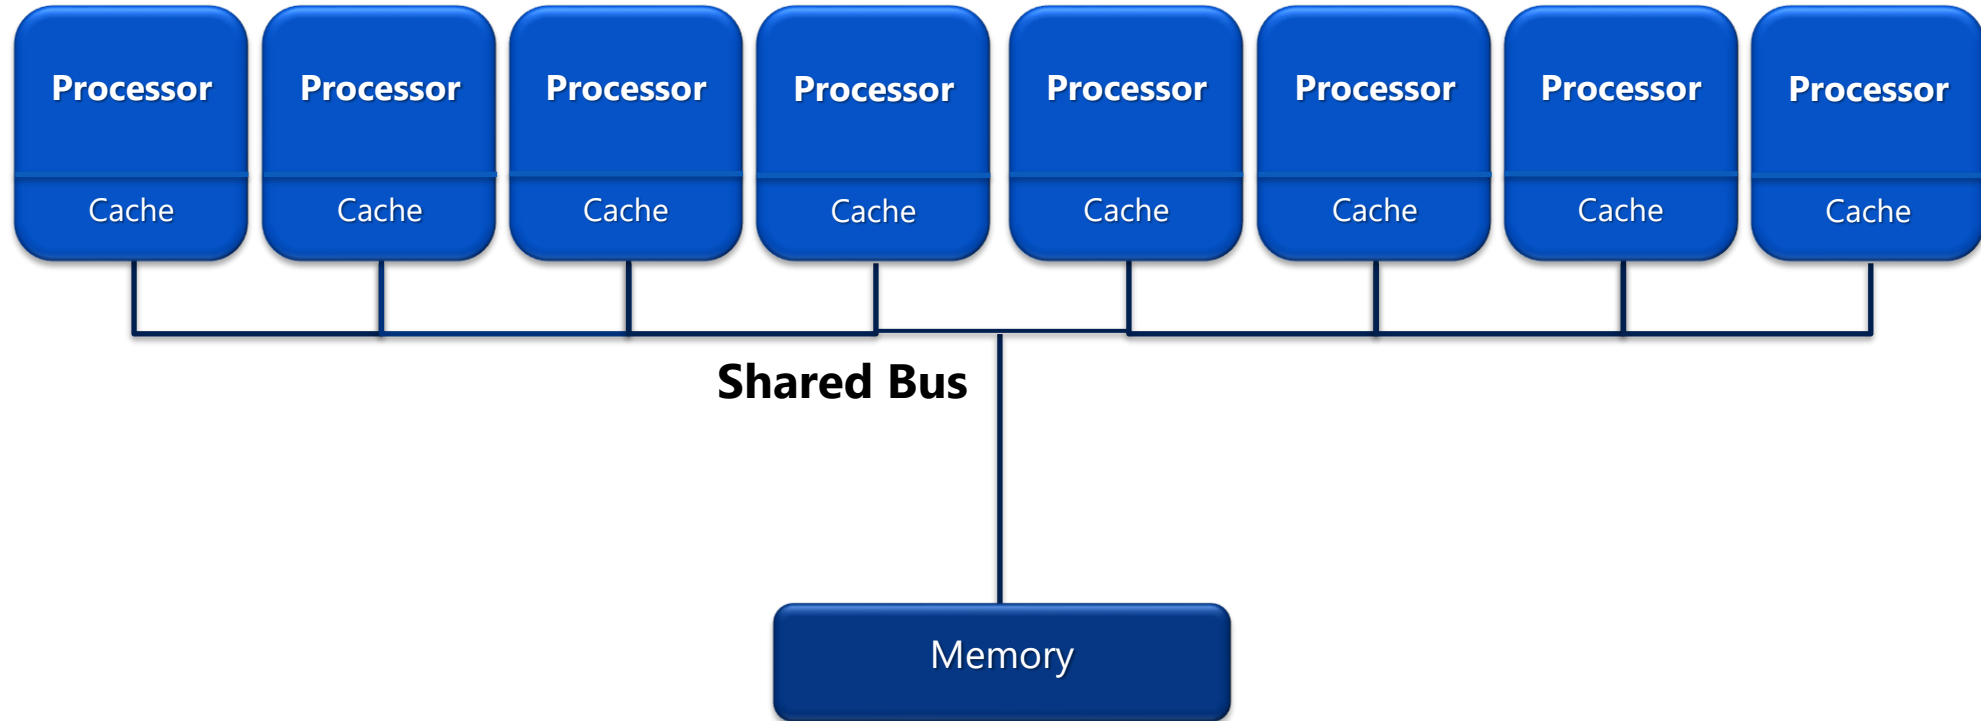 Processor Processor Processor Processor Processor Processor Processor Processor
Cache Cache Cache Cache Cache Cache Cache Cache
Shared Bus
Memory